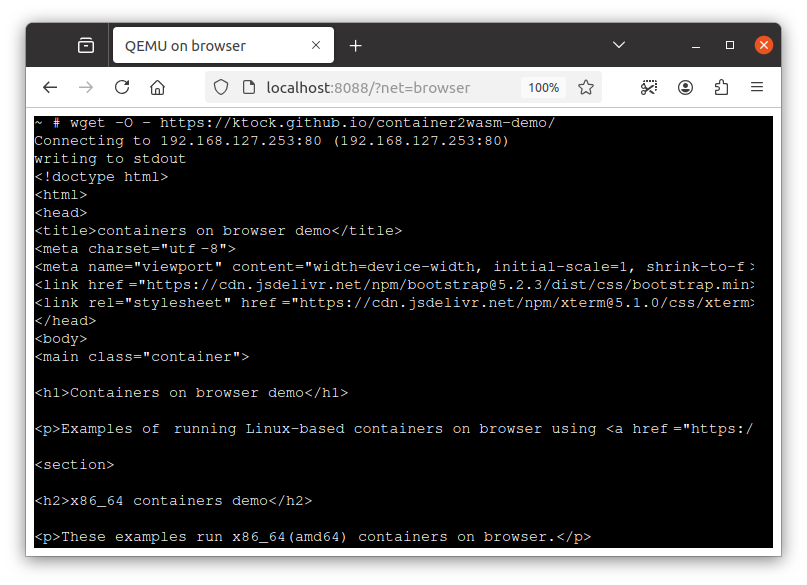 QEMU on browser
localhost:8088/?net=browser
100%
~ # wget -O - https://ktock.github.io/container2wasm-demo/
Connecting to 192.168.127.253:80 (192.168.127.253:80)
writing to stdout
<!doctype html>
<html>
<head>
<title>containers on browser demo</title>
<meta charset="utf-8">
<meta name="viewport" content="width=device-width, initial-scale=1, shrink-to-f>
<link href="https://cdn.jsdelivr.net/npm/bootstrap@5.2.3/dist/css/bootstrap.min>
<link rel="stylesheet" href="https://cdn.jsdelivr.net/npm/xterm@5.1.0/css/xterm>
</head>
<body>
<main class="container">
<h1>Containers on browser demo</h1>
<p>Examples of running Linux-based containers on browser using <a href="https:/
<section>
<h2>x86_64 containers demo</h2>
<p>These examples run x86_64(amd64) containers on browser.</p>